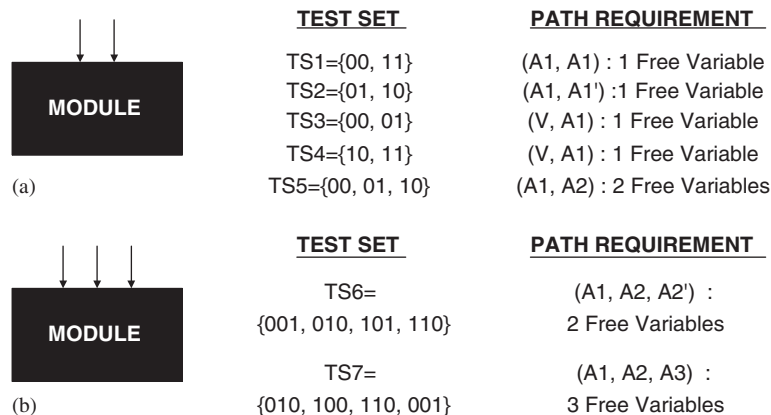 TEST SET PATH REQUIREMENT
TS1={00, 11} (A1, A1) : 1 Free Variable
TS2={01, 10} (A1, A1') :1 Free Variable
MODULE
TS3={00, 01} (V, A1) : 1 Free Variable
TS4={10, 11} (V, A1) : 1 Free Variable
(a) TS5={00, 01, 10} (A1, A2) : 2 Free Variables
TEST SET PATH REQUIREMENT
TS6= (A1, A2, A2') :
MODULE {001, 010, 101, 110} 2 Free Variables
TS7= (A1, A2, A3) :
(b) {010, 100, 110, 001} 3 Free Variables